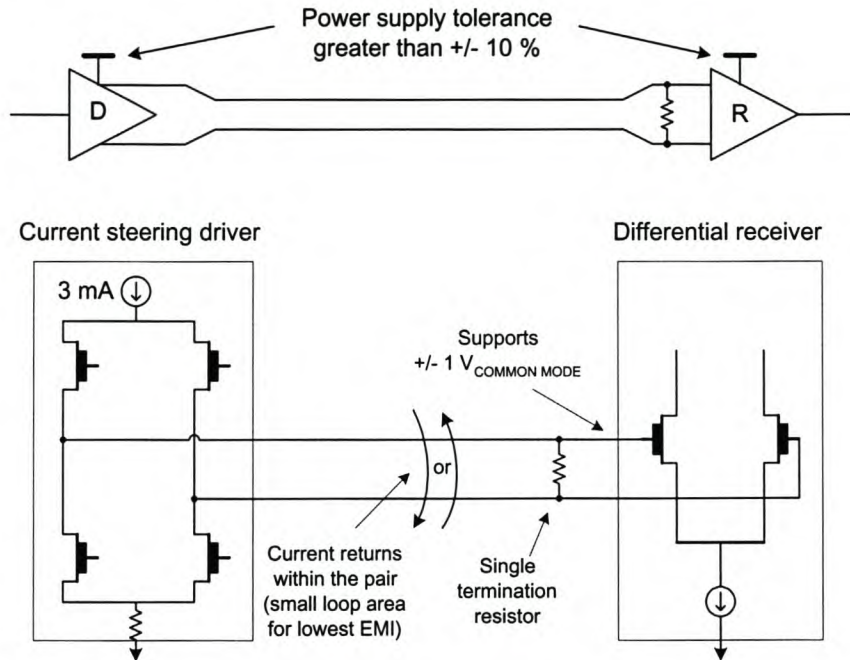 Power supply tolerance
greater than +/- 10 %
D
R
Current steering driver
Differential receiver
3 mA
Supports
+/- 1 V COMMON MODE
or
Current returns
within the pair
(small loop area
for lowest EMI)
Single
termination
resistor